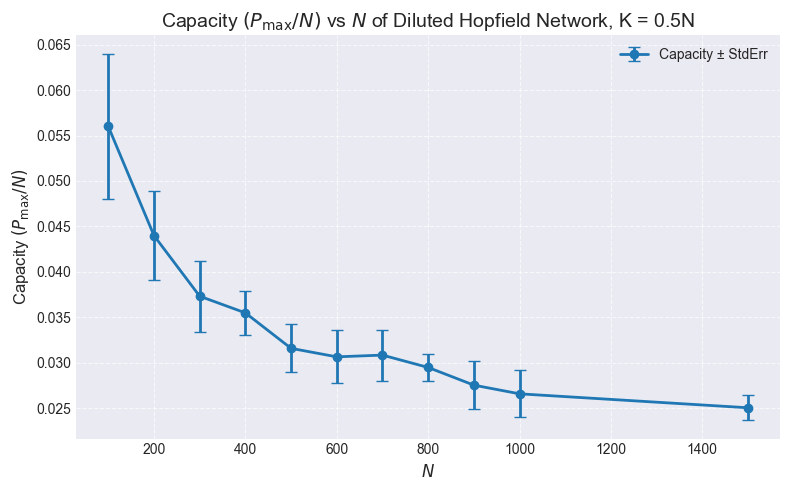 Capacity (P_max/N) vs N of Diluted Hopfield Network, K = 0.5N
Capacity ± StdErr
Capacity (P_max/N)
0.065
0.060
0.055
0.050
0.045
0.040
0.035
0.030
0.025
200 400 600 800 1000 1200 1400
N